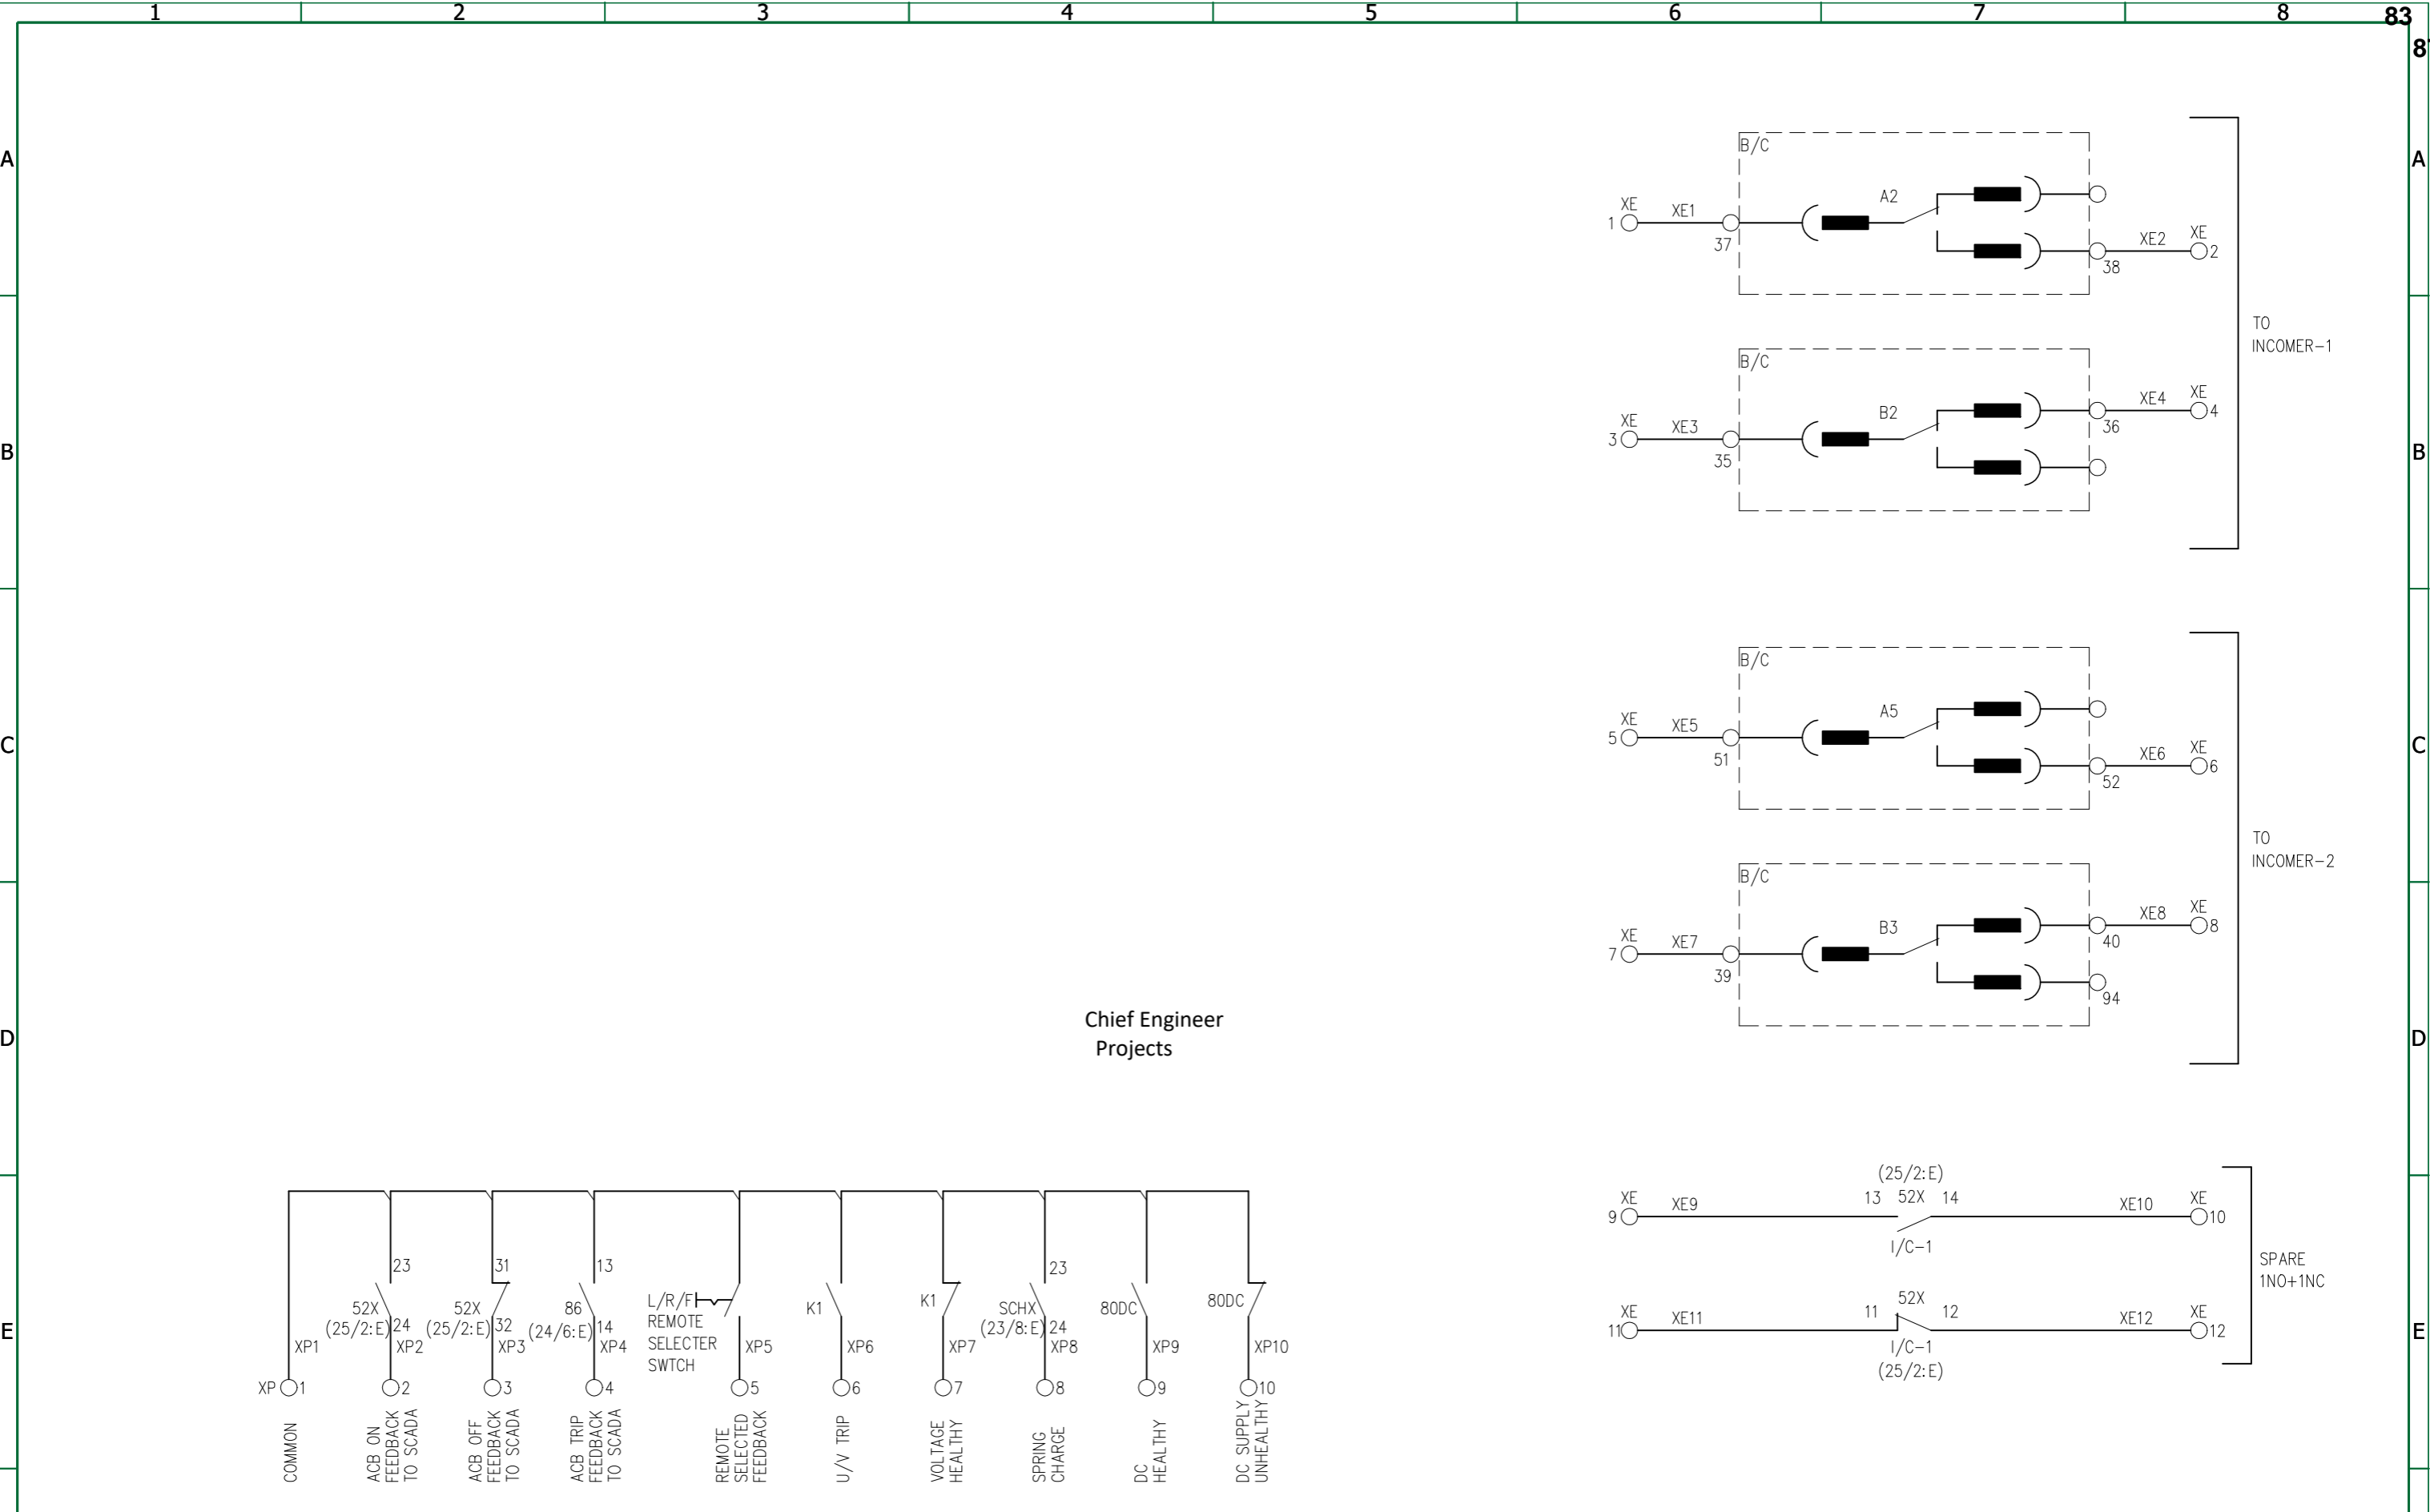 1 2 3 4 5 6 7 8 83
A A
B/C
A2
XE
1
XE1
37
38
XE2
XE
2
TO
INCOMER-1
B B
B/C
B2
XE
3
XE3
35
36
XE4
XE
4
C C
B/C
A5
XE
5
XE5
51
52
XE6
XE
6
TO
INCOMER-2
B/C
B3
XE
7
XE7
39
40
94
XE8
XE
8
D D
Chief Engineer
Projects
(25/2:E)
XE
9
XE9
13 52X 14
I/C-1
XE10
XE
10
SPARE
1NO+1NC
XE
11
XE11
11 52X 12
I/C-1
(25/2:E)
XE12
XE
12
E E
23
52X
(25/2:E)
24
31
52X
(25/2:E)
32
13
86
(24/6:E)
14
L/R/F
REMOTE
SELECTER
SWTCH
K1
K1
23
SCHX
(23/8:E)
24
80DC
80DC
XP1 XP2 XP3 XP4 XP5 XP6 XP7 XP8 XP9 XP10
XP 1 2 3 4 5 6 7 8 9 10
COMMON
ACB ON
FEEDBACK
TO SCADA
ACB OFF
FEEDBACK
TO SCADA
ACB TRIP
FEEDBACK
TO SCADA
REMOTE
SELECTED
FEEDBACK
U/V TRIP
VOLTAGE
HEALTHY
SPRING
CHARGE
DC
HEALTHY
DC SUPPLY
UNHEALTHY